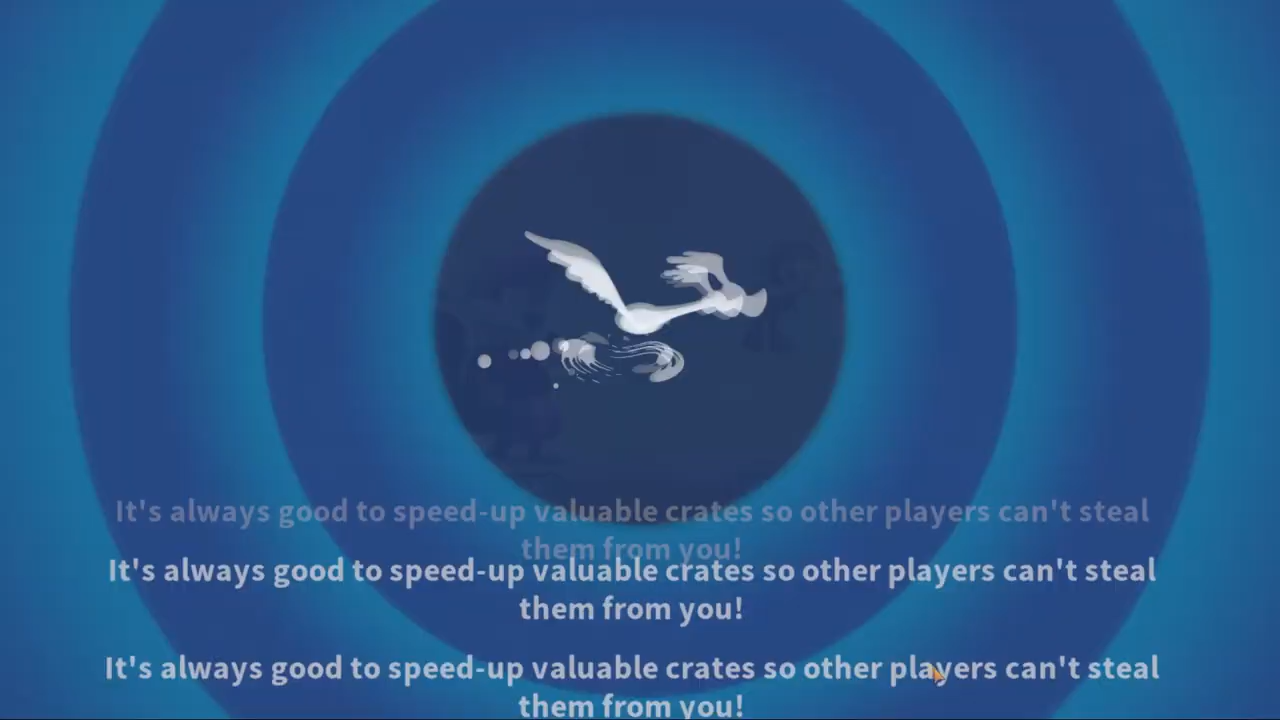 It's always good to speed-up valuable crates so other players can't steal
them from you!
It's always good to speed-up valuable crates so other players can't steal
them from you!
It's always good to speed-up valuable crates so other players can't steal
them from you!